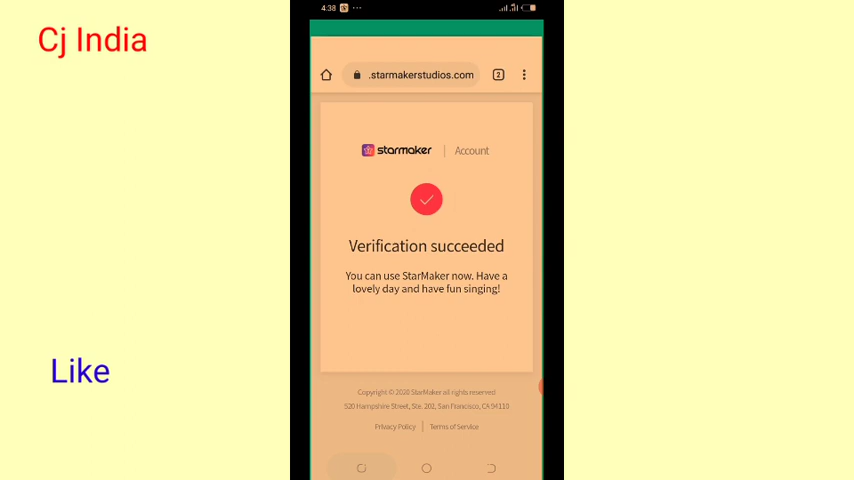 Cj India
4:38
.starmakerstudios.com
2
starmaker | Account
Verification succeeded
You can use StarMaker now. Have a
lovely day and have fun singing!
Like
Copyright © 2020 StarMaker all rights reserved
520 Hampshire Street, Ste. 202, San Francisco, CA 94110
Privacy Policy | Terms of Service